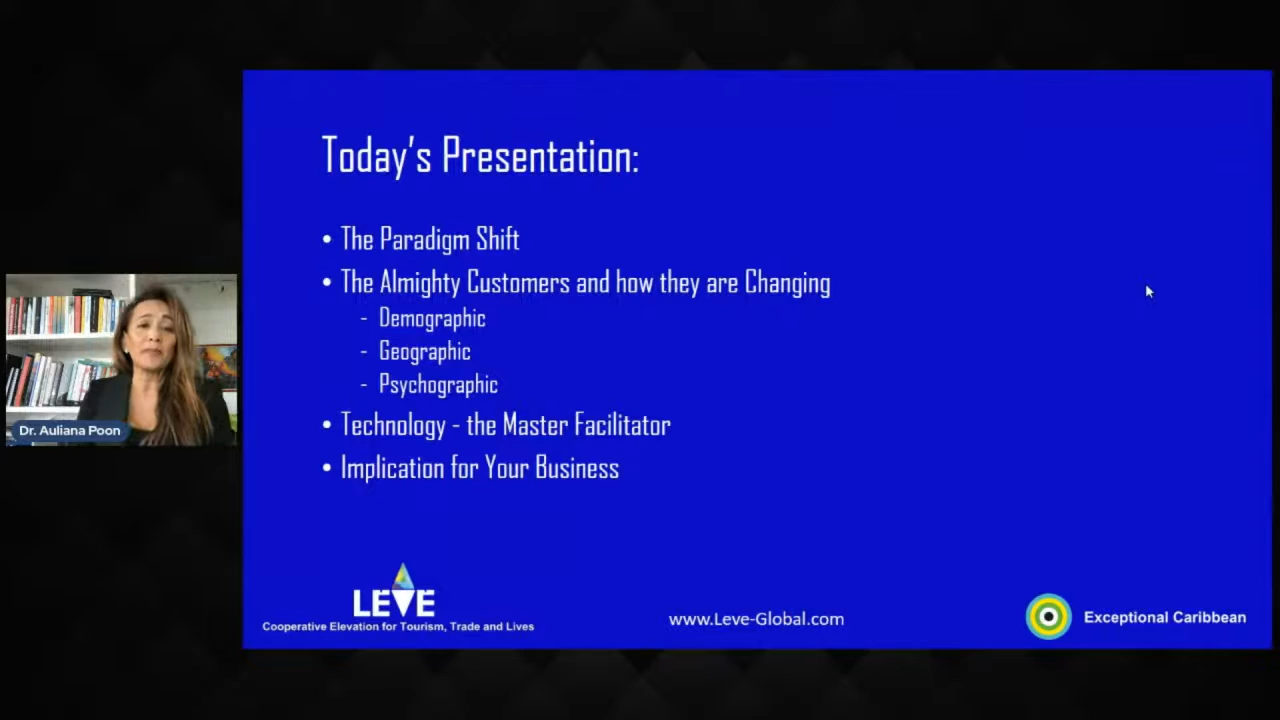 Today's Presentation:
• The Paradigm Shift
• The Almighty Customers and how they are Changing
- Demographic
- Geographic
- Psychographic
• Technology - the Master Facilitator
• Implication for Your Business
Dr. Auliana Poon
LEVE
Cooperative Elevation for Tourism, Trade and Lives
www.Leve-Global.com
Exceptional Caribbean